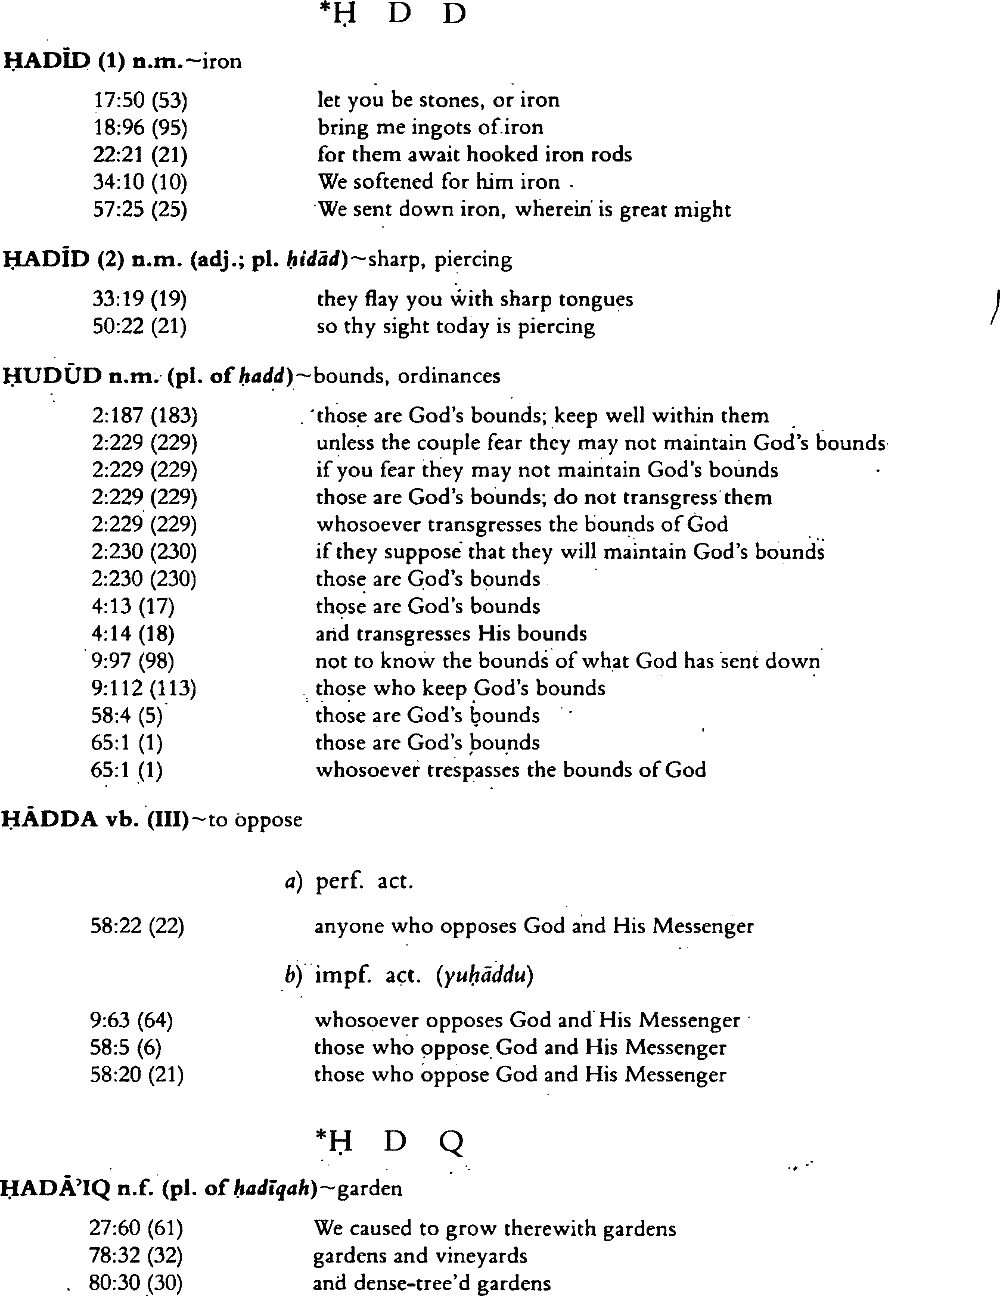 *Ḥ D D
ḤADĪD (1) n.m.~iron
17:50 (53) let you be stones, or iron
18:96 (95) bring me ingots of iron
22:21 (21) for them await hooked iron rods
34:10 (10) We softened for him iron
57:25 (25) We sent down iron, wherein is great might
ḤADĪD (2) n.m. (adj.; pl. ḥidād)~sharp, piercing
33:19 (19) they flay you with sharp tongues
50:22 (21) so thy sight today is piercing
ḤUDŪD n.m. (pl. of ḥadd)~bounds, ordinances
2:187 (183) those are God's bounds; keep well within them
2:229 (229) unless the couple fear they may not maintain God's bounds
2:229 (229) if you fear they may not maintain God's bounds
2:229 (229) those are God's bounds; do not transgress them
2:229 (229) whosoever transgresses the bounds of God
2:230 (230) if they suppose that they will maintain God's bounds
2:230 (230) those are God's bounds
4:13 (17) those are God's bounds
4:14 (18) and transgresses His bounds
9:97 (98) not to know the bounds of what God has sent down
9:112 (113) those who keep God's bounds
58:4 (5) those are God's bounds
65:1 (1) those are God's bounds
65:1 (1) whosoever trespasses the bounds of God
ḤĀDDA vb. (III)~to oppose
a) perf. act.
58:22 (22) anyone who opposes God and His Messenger
b) impf. act. (yuḥāddu)
9:63 (64) whosoever opposes God and His Messenger
58:5 (6) those who oppose God and His Messenger
58:20 (21) those who oppose God and His Messenger
*Ḥ D Q
ḤADĀ'IQ n.f. (pl. of ḥadīqah)~garden
27:60 (61) We caused to grow therewith gardens
78:32 (32) gardens and vineyards
80:30 (30) and dense-tree'd gardens